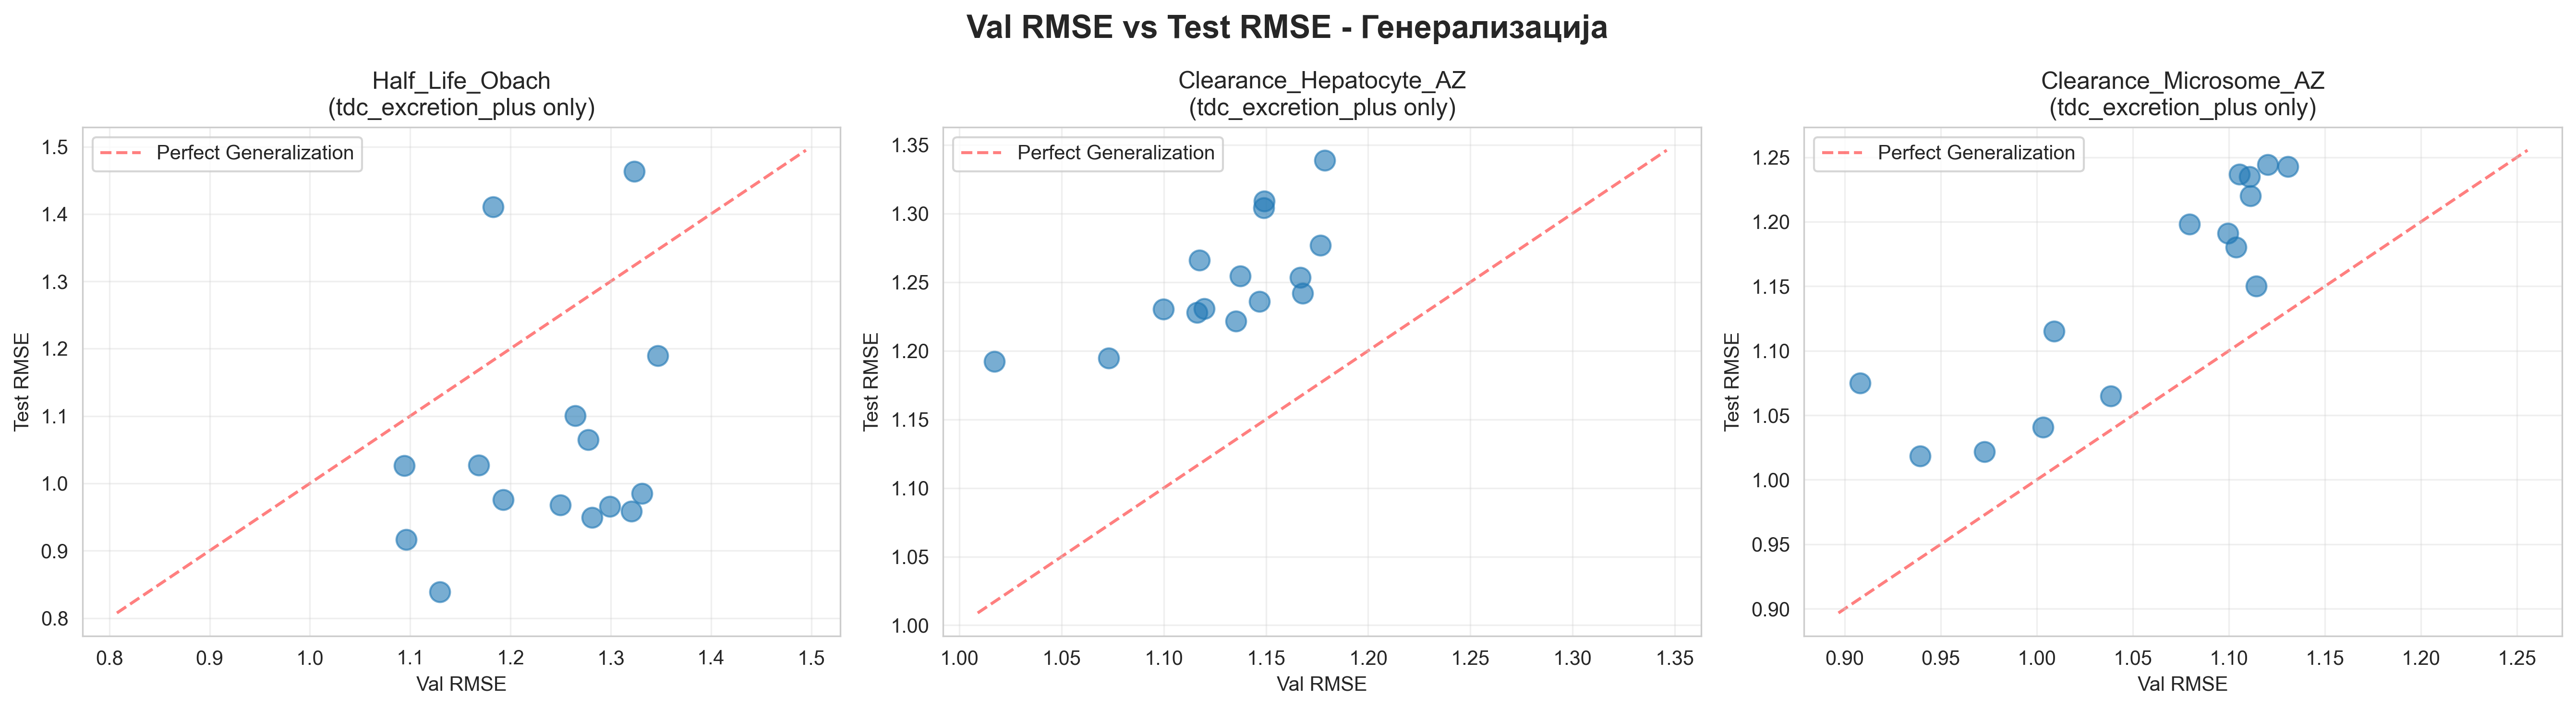 Val RMSE vs Test RMSE - Генерализација
Half_Life_Obach
(tdc_excretion_plus only)
Perfect Generalization
1.5
1.4
1.3
1.2
1.1
1.0
0.9
0.8
Test RMSE
0.8 0.9 1.0 1.1 1.2 1.3 1.4 1.5
Val RMSE
Clearance_Hepatocyte_AZ
(tdc_excretion_plus only)
Perfect Generalization
1.35
1.30
1.25
1.20
1.15
1.10
1.05
1.00
Test RMSE
1.00 1.05 1.10 1.15 1.20 1.25 1.30 1.35
Val RMSE
Clearance_Microsome_AZ
(tdc_excretion_plus only)
Perfect Generalization
1.25
1.20
1.15
1.10
1.05
1.00
0.95
0.90
Test RMSE
0.90 0.95 1.00 1.05 1.10 1.15 1.20 1.25
Val RMSE